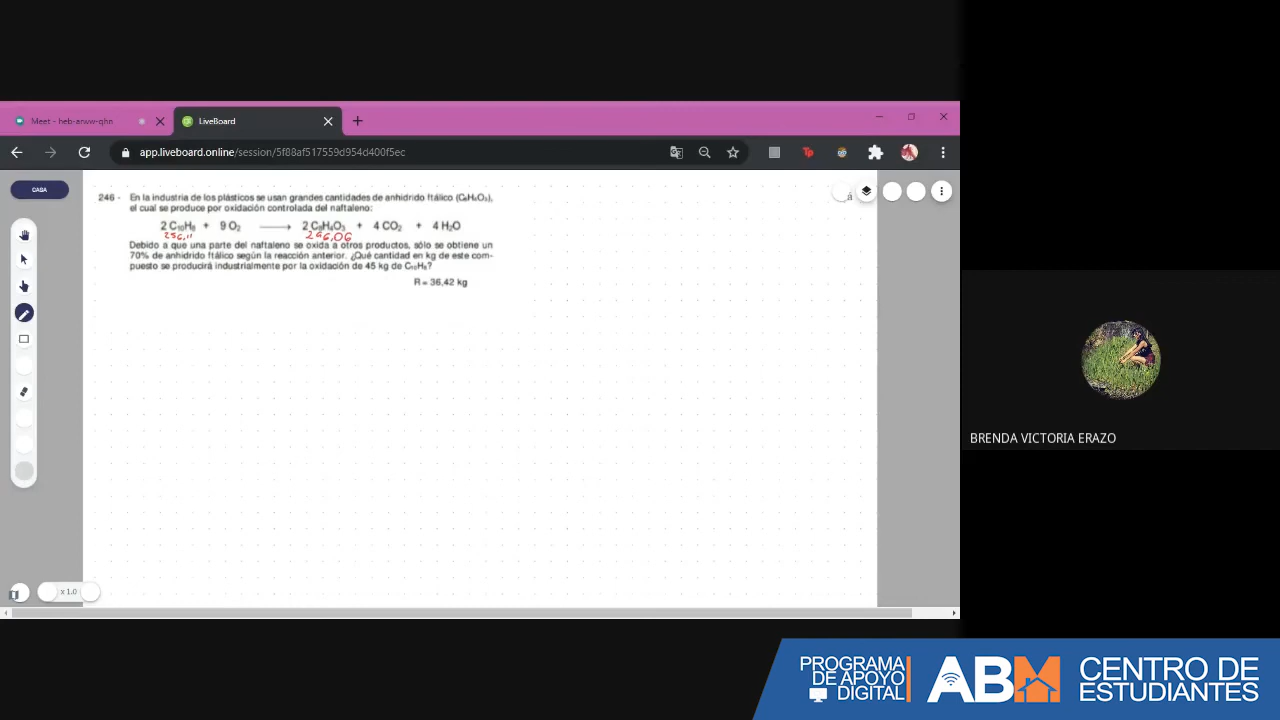 Meet - heb-arww-qhn
LiveBoard
app.liveboard.online/session/5f88af517559d954d400f5ec
CASA
246 - En la industria de los plásticos se usan grandes cantidades de anhidrido ftálico (C₈H₄O₃),
el cual se produce por oxidación controlada del naftaleno:
2 C₁₀H₈ + 9 O₂ ⟶ 2 C₈H₄O₃ + 4 CO₂ + 4 H₂O
256,11 296,06
Debido a que una parte del naftaleno se oxida a otros productos, sólo se obtiene un
70% de anhidrido ftálico según la reacción anterior. ¿Qué cantidad en kg de este com-
puesto se producirá industrialmente por la oxidación de 45 kg de C₁₀H₈?
R = 36,42 kg
á
x 1.0
BRENDA VICTORIA ERAZO
PROGRAMA
DE APOYO
DIGITAL
ABM
CENTRO DE
ESTUDIANTES